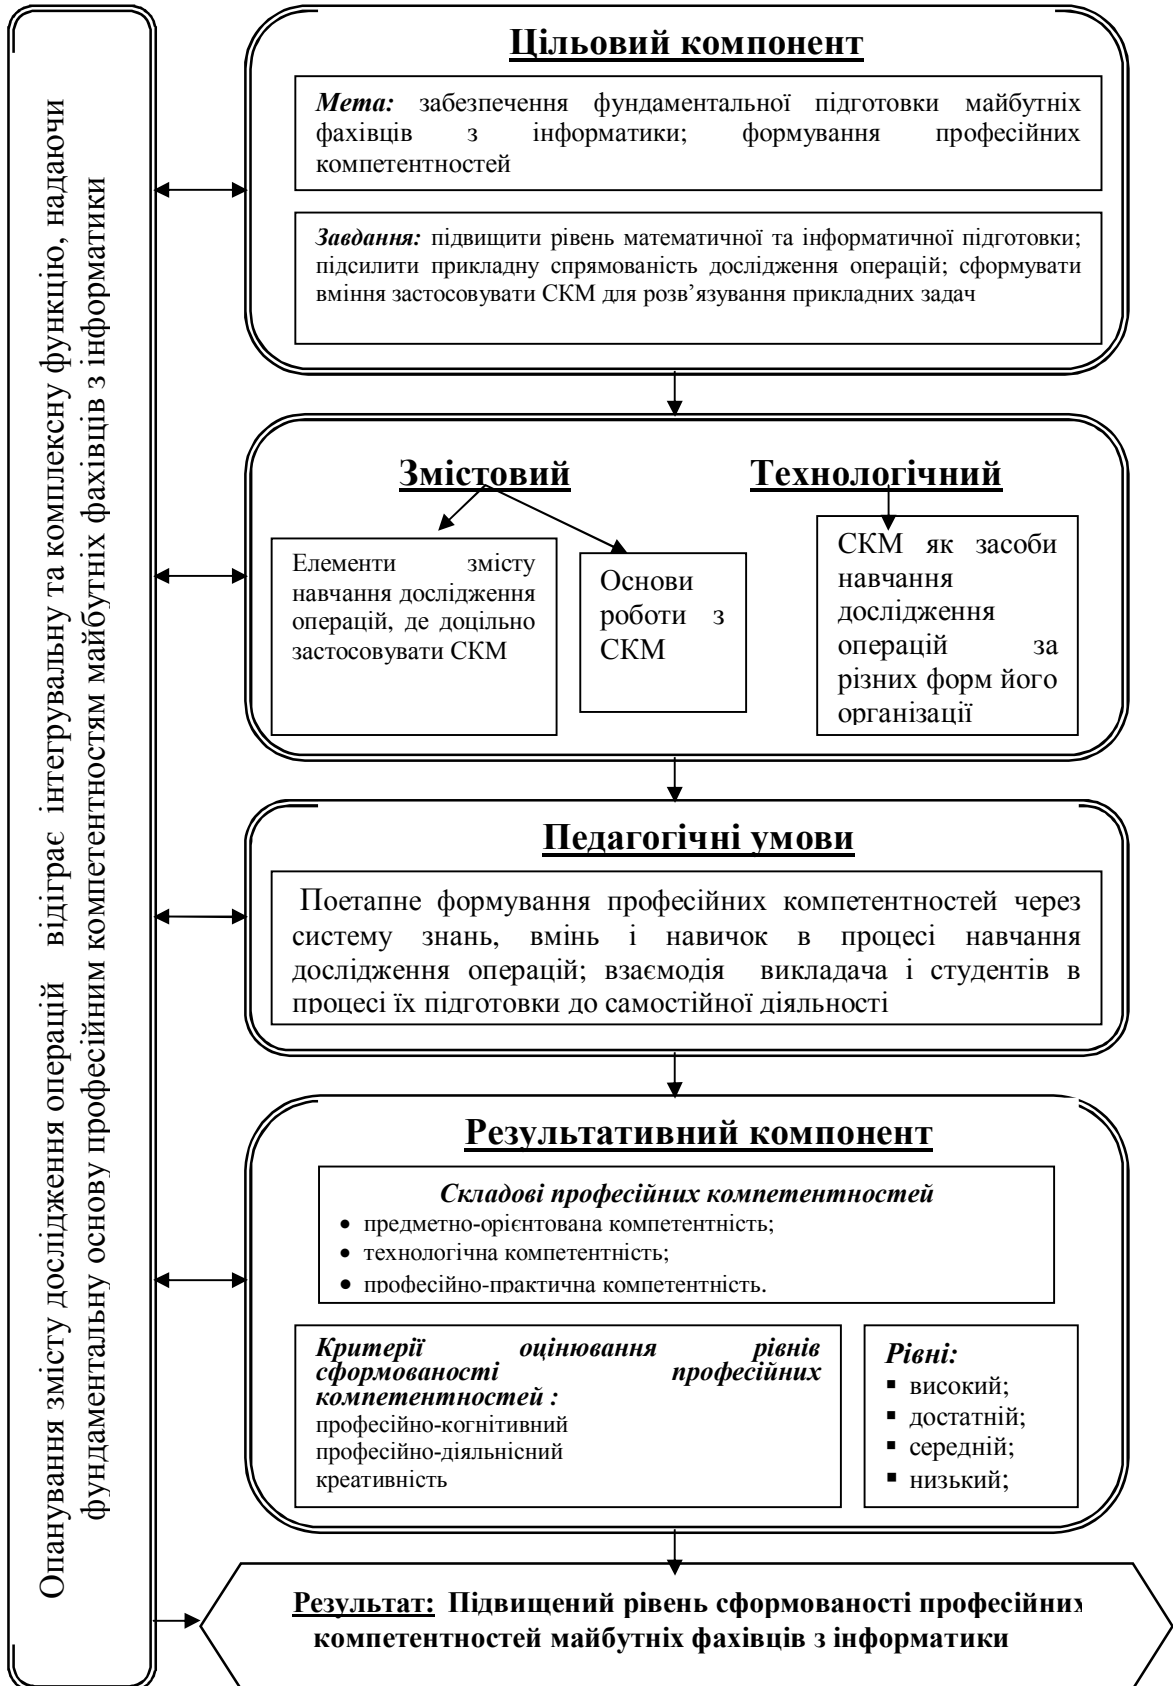 Опанування змісту дослідження операцій відіграє інтегрувальну та комплексну функцію, надаючи
фундаментальну основу професійним компетентностям майбутніх фахівців з інформатики
Цільовий компонент
Мета: забезпечення фундаментальної підготовки майбутніх
фахівців з інформатики; формування професійних
компетентностей
Завдання: підвищити рівень математичної та інформатичної підготовки;
підсилити прикладну спрямованість дослідження операцій; сформувати
вміння застосовувати СКМ для розв’язування прикладних задач
Змістовий
Технологічний
Елементи змісту
навчання дослідження
операцій, де доцільно
застосовувати СКМ
Основи
роботи з
СКМ
СКМ як засоби
навчання
дослідження
операцій за
різних форм його
організації
Педагогічні умови
Поетапне формування професійних компетентностей через
систему знань, вмінь і навичок в процесі навчання
дослідження операцій; взаємодія викладача і студентів в
процесі їх підготовки до самостійної діяльності
Результативний компонент
Складові професійних компетентностей
• предметно-орієнтована компетентність;
• технологічна компетентність;
• професійно-практична компетентність.
Критерії оцінювання рівнів
сформованості професійних
компетентностей :
професійно-когнітивний
професійно-діяльнісний
креативність
Рівні:
▪ високий;
▪ достатній;
▪ середній;
▪ низький;
Результат: Підвищений рівень сформованості професійних
компетентностей майбутніх фахівців з інформатики